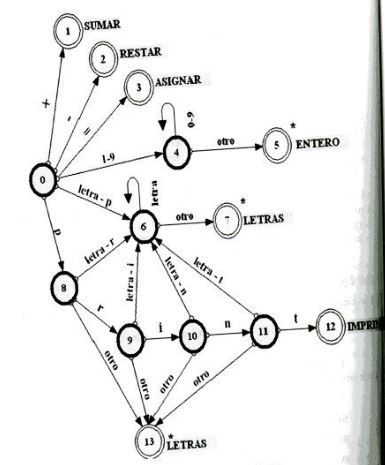 1 SUMAR
2 RESTAR
3 ASIGNAR
+
-
=
0-9
0
1-9
4
otro
5
*
ENTERO
letra - p
letra
6
otro
7
*
LETRAS
p
8
letra - r
letra - i
letra - n
letra - t
r
9
i
10
n
11
t
12
IMPRI
otro
otro
otro
otro
13
*
LETRAS